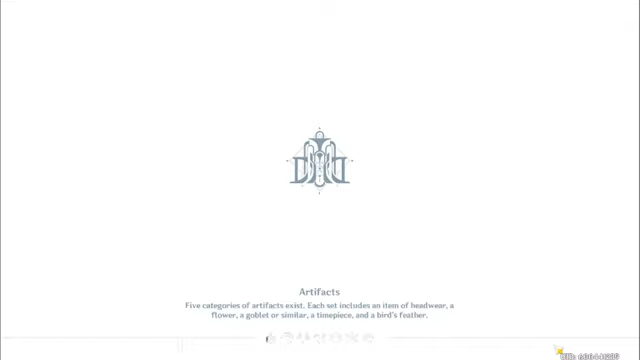 Artifacts
Five categories of artifacts exist. Each set includes an item of headwear, a
flower, a goblet or similar, a timepiece, and a bird's feather.